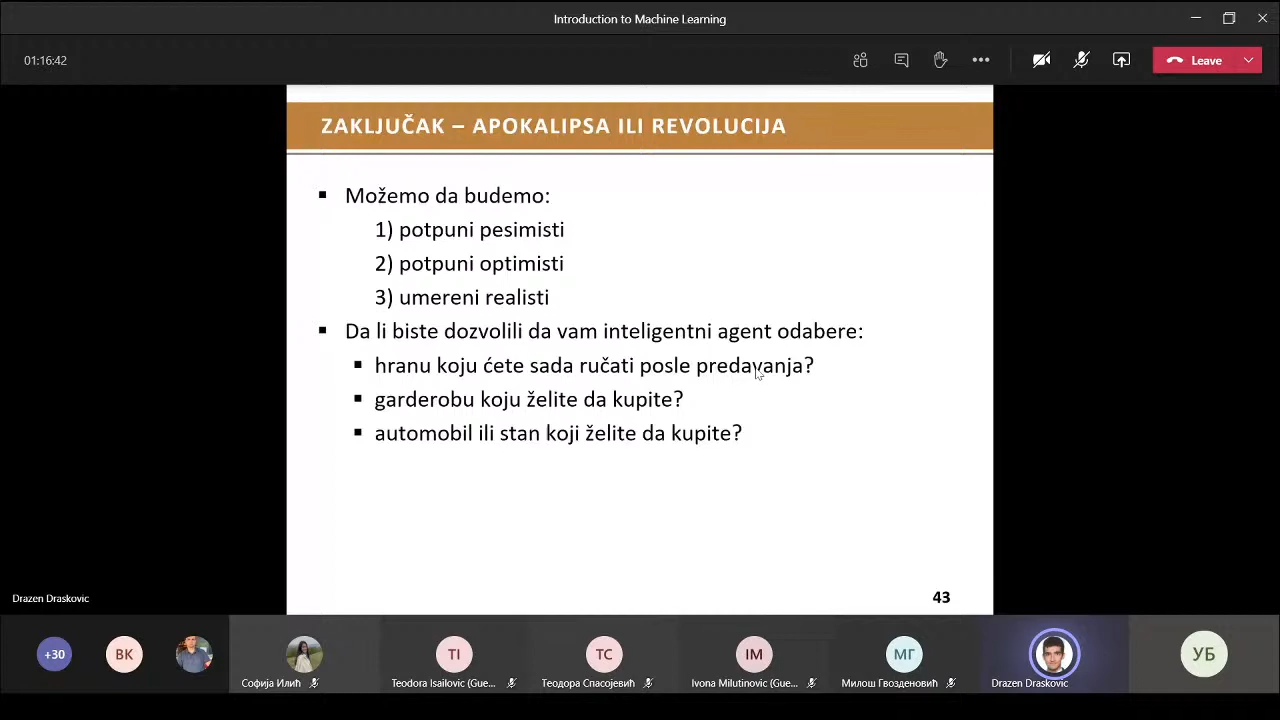 Introduction to Machine Learning
01:16:42
Leave
ZAKLJUČAK – APOKALIPSA ILI REVOLUCIJA
▪ Možemo da budemo:
1) potpuni pesimisti
2) potpuni optimisti
3) umereni realisti
▪ Da li biste dozvolili da vam inteligentni agent odabere:
▪ hranu koju ćete sada ručati posle predavanja?
▪ garderobu koju želite da kupite?
▪ automobil ili stan koji želite da kupite?
43
Drazen Draskovic
+30
ВК
TI
ТС
IM
МГ
УБ
Софија Илић
Teodora Isailovic (Gue...
Теодора Спасојевић
Ivona Milutinovic (Gue...
Милош Гвозденовић
Drazen Draskovic